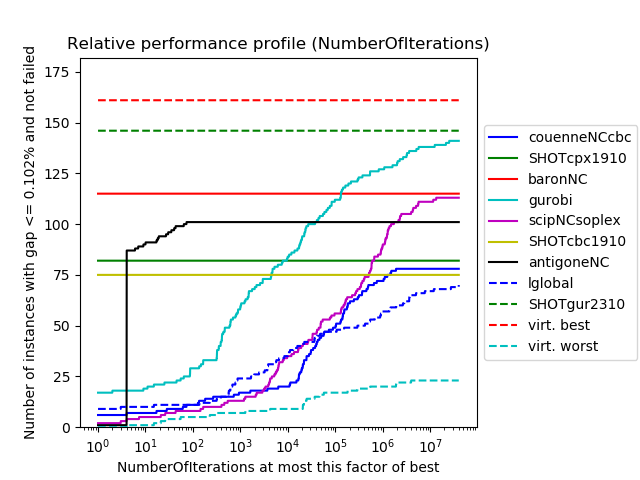 Relative performance profile (NumberOfIterations)
Number of instances with gap <= 0.102% and not failed
175
150
125
100
75
50
25
0
10^0 10^1 10^2 10^3 10^4 10^5 10^6 10^7
NumberOfIterations at most this factor of best
couenneNCcbc
SHOTcpx1910
baronNC
gurobi
scipNCsoplex
SHOTcbc1910
antigoneNC
lglobal
SHOTgur2310
virt. best
virt. worst